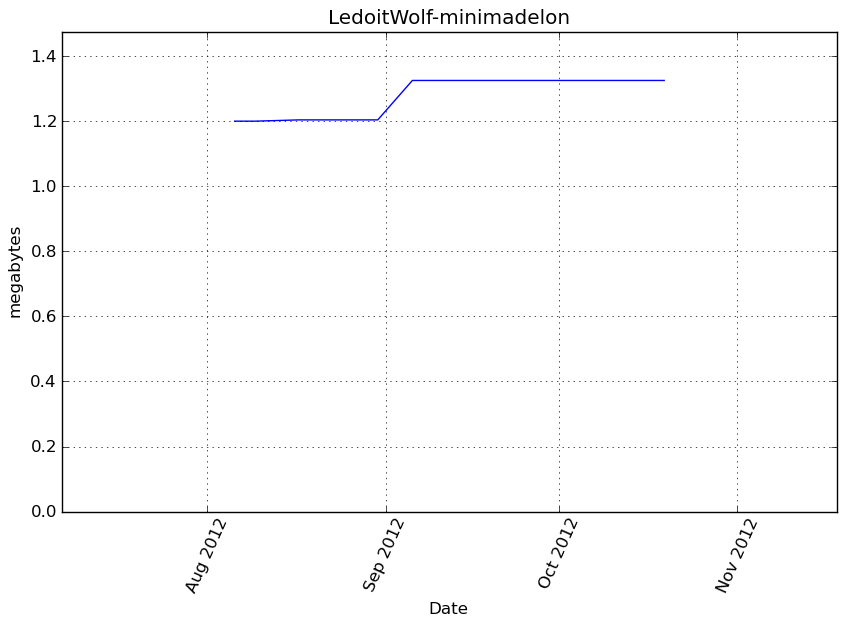 LedoitWolf-minimadelon
1.4
1.2
1.0
0.8
0.6
0.4
0.2
0.0
megabytes
Aug 2012
Sep 2012
Oct 2012
Nov 2012
Date